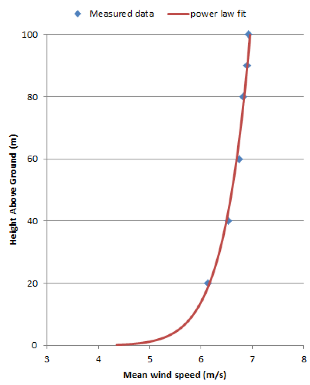 Measured data power law fit
100
80
60
40
20
0
Height Above Ground (m)
3 4 5 6 7 8
Mean wind speed (m/s)